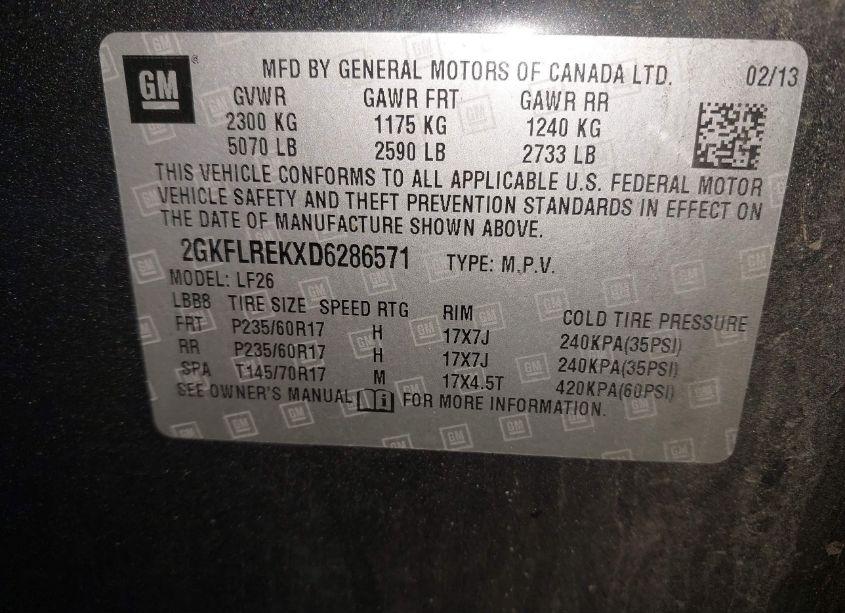 GM
MFD BY GENERAL MOTORS OF CANADA LTD. 02/13
GVWR GAWR FRT GAWR RR
2300 KG 1175 KG 1240 KG
5070 LB 2590 LB 2733 LB
THIS VEHICLE CONFORMS TO ALL APPLICABLE U.S. FEDERAL MOTOR
VEHICLE SAFETY AND THEFT PREVENTION STANDARDS IN EFFECT ON
THE DATE OF MANUFACTURE SHOWN ABOVE.
2GKFLREKXD6286571 TYPE: M.P.V.
MODEL: LF26
LBB8 TIRE SIZE SPEED RTG RIM COLD TIRE PRESSURE
FRT P235/60R17 H 17X7J 240KPA(35PSI)
RR P235/60R17 H 17X7J 240KPA(35PSI)
SPA T145/70R17 M 17X4.5T 420KPA(60PSI)
SEE OWNER'S MANUAL FOR MORE INFORMATION.